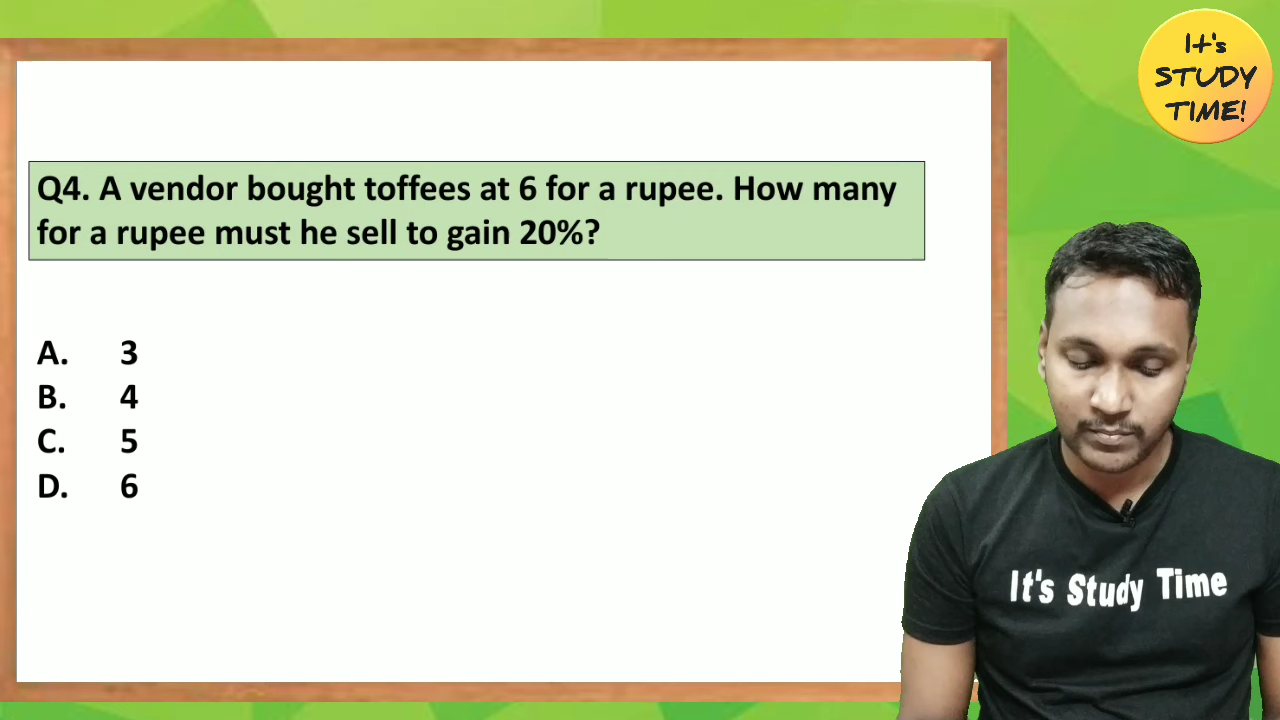 It's
STUDY
TIME!
Q4. A vendor bought toffees at 6 for a rupee. How many
for a rupee must he sell to gain 20%?
A. 3
B. 4
C. 5
D. 6
It's Study Time